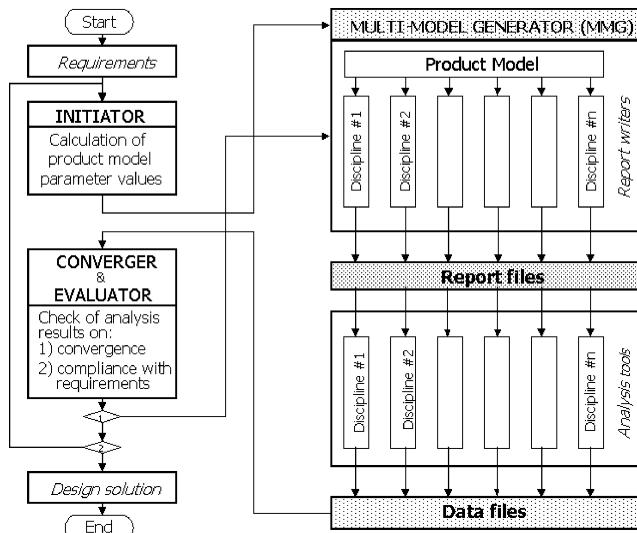 Start
Requirements
INITIATOR
Calculation of
product model
parameter values
CONVERGER
&
EVALUATOR
Check of analysis
results on:
1) convergence
2) compliance with
requirements
1
2
Design solution
End
MULTI-MODEL GENERATOR (MMG)
Product Model
Discipline #1
Discipline #2
Discipline #n
Report writers
Report files
Discipline #1
Discipline #2
Discipline #n
Analysis tools
Data files